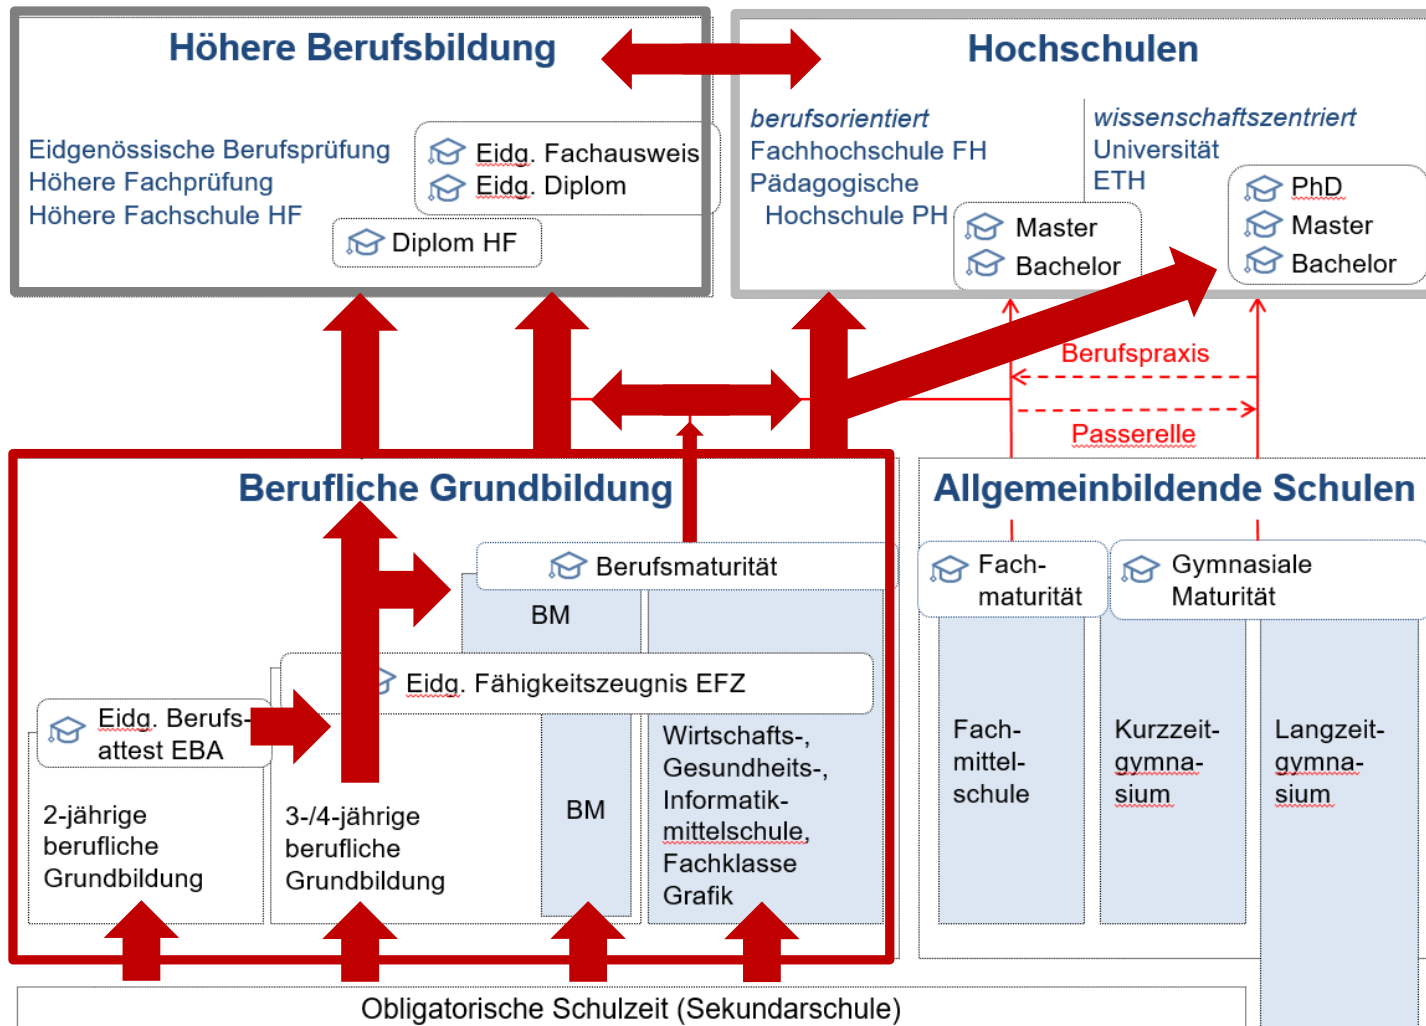 Höhere Berufsbildung
Eidgenössische Berufsprüfung
Höhere Fachprüfung
Höhere Fachschule HF
Eidg. Fachausweis
Eidg. Diplom
Diplom HF
Hochschulen
berufsorientiert
Fachhochschule FH
Pädagogische
Hochschule PH
Master
Bachelor
wissenschaftszentriert
Universität
ETH
PhD
Master
Bachelor
Berufspraxis
Passerelle
Berufliche Grundbildung
Berufsmaturität
BM
Eidg. Fähigkeitszeugnis EFZ
Eidg. Berufs-
attest EBA
2-jährige
berufliche
Grundbildung
3-/4-jährige
berufliche
Grundbildung
BM
Wirtschafts-,
Gesundheits-,
Informatik-
mittelschule,
Fachklasse
Grafik
Allgemeinbildende Schulen
Fach-
maturität
Gymnasiale
Maturität
Fach-
mittel-
schule
Kurzzeit-
gymna-
sium
Langzeit-
gymna-
sium
Obligatorische Schulzeit (Sekundarschule)